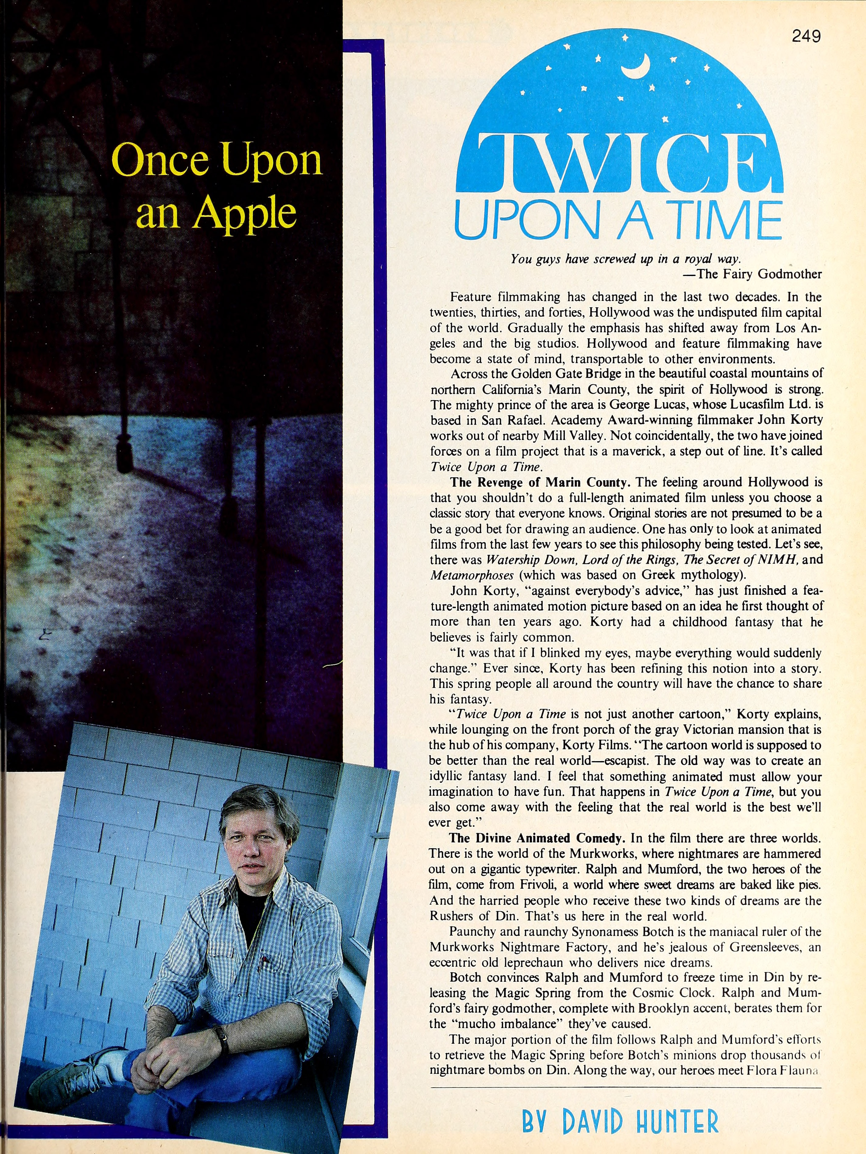 249
Once Upon
an Apple
TWICE
UPON A TIME
You guys have screwed up in a royal way.
—The Fairy Godmother
Feature filmmaking has changed in the last two decades. In the
twenties, thirties, and forties, Hollywood was the undisputed film capital
of the world. Gradually the emphasis has shifted away from Los An-
geles and the big studios. Hollywood and feature filmmaking have
become a state of mind, transportable to other environments.
Across the Golden Gate Bridge in the beautiful coastal mountains of
northern California's Marin County, the spirit of Hollywood is strong.
The mighty prince of the area is George Lucas, whose Lucasfilm Ltd. is
based in San Rafael. Academy Award-winning filmmaker John Korty
works out of nearby Mill Valley. Not coincidentally, the two have joined
forces on a film project that is a maverick, a step out of line. It's called
Twice Upon a Time.
The Revenge of Marin County. The feeling around Hollywood is
that you shouldn't do a full-length animated film unless you choose a
classic story that everyone knows. Original stories are not presumed to be a
be a good bet for drawing an audience. One has only to look at animated
films from the last few years to see this philosophy being tested. Let's see,
there was Watership Down, Lord of the Rings, The Secret of NIMH, and
Metamorphoses (which was based on Greek mythology).
John Korty, "against everybody's advice," has just finished a fea-
ture-length animated motion picture based on an idea he first thought of
more than ten years ago. Korty had a childhood fantasy that he
believes is fairly common.
"It was that if I blinked my eyes, maybe everything would suddenly
change." Ever since, Korty has been refining this notion into a story.
This spring people all around the country will have the chance to share
his fantasy.
"Twice Upon a Time is not just another cartoon," Korty explains,
while lounging on the front porch of the gray Victorian mansion that is
the hub of his company, Korty Films. "The cartoon world is supposed to
be better than the real world—escapist. The old way was to create an
idyllic fantasy land. I feel that something animated must allow your
imagination to have fun. That happens in Twice Upon a Time, but you
also come away with the feeling that the real world is the best we'll
ever get."
The Divine Animated Comedy. In the film there are three worlds.
There is the world of the Murkworks, where nightmares are hammered
out on a gigantic typewriter. Ralph and Mumford, the two heroes of the
film, come from Frivoli, a world where sweet dreams are baked like pies.
And the harried people who receive these two kinds of dreams are the
Rushers of Din. That's us here in the real world.
Paunchy and raunchy Synonamess Botch is the maniacal ruler of the
Murkworks Nightmare Factory, and he's jealous of Greensleeves, an
eccentric old leprechaun who delivers nice dreams.
Botch convinces Ralph and Mumford to freeze time in Din by re-
leasing the Magic Spring from the Cosmic Clock. Ralph and Mum-
ford's fairy godmother, complete with Brooklyn accent, berates them for
the "mucho imbalance" they've caused.
The major portion of the film follows Ralph and Mumford's efforts
to retrieve the Magic Spring before Botch's minions drop thousands of
nightmare bombs on Din. Along the way, our heroes meet Flora Flauna
BY DAVID HUNTER